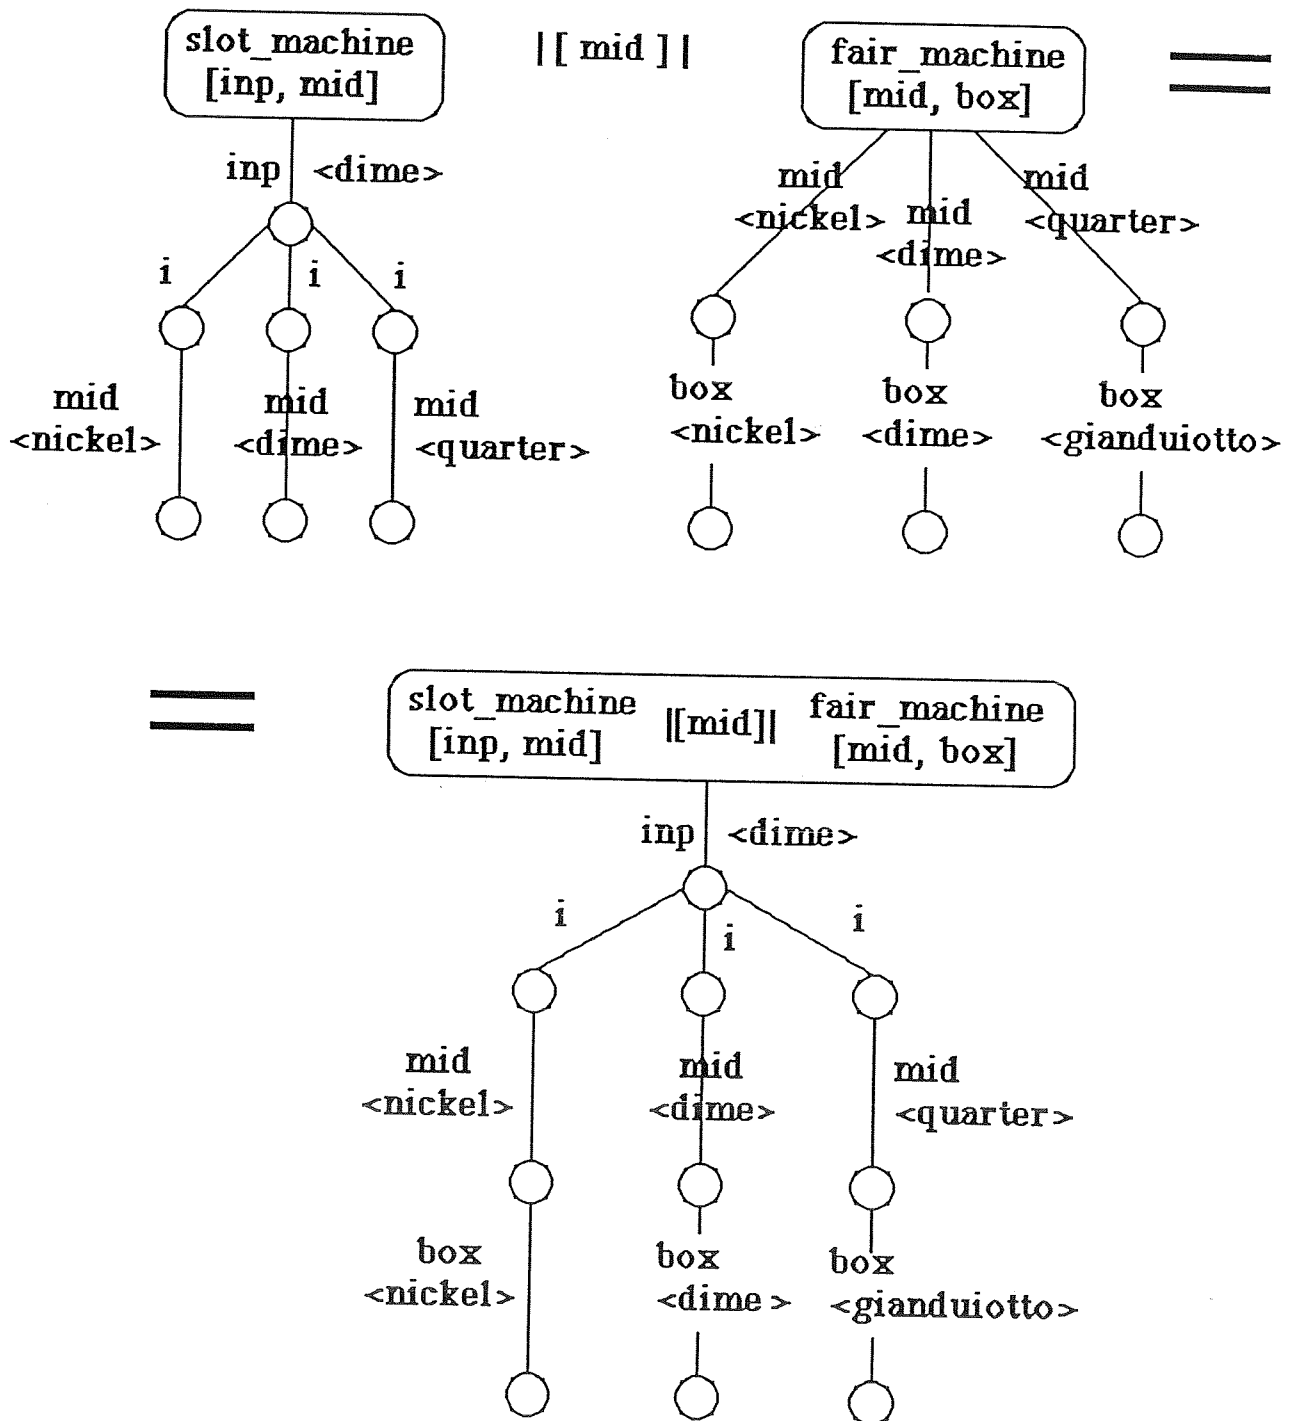 slot_machine
[inp, mid]
|[ mid ]|
fair_machine
[mid, box]
inp <dime>
i i i
mid
<nickel>
mid
<dime>
mid
<quarter>
mid
<nickel>
mid
<dime>
mid
<quarter>
box
<nickel>
box
<dime>
box
<gianduiotto>
slot_machine
[inp, mid]
|[mid]|
fair_machine
[mid, box]
inp <dime>
i i i
mid
<nickel>
mid
<dime>
mid
<quarter>
box
<nickel>
box
<dime >
box
<gianduiotto>